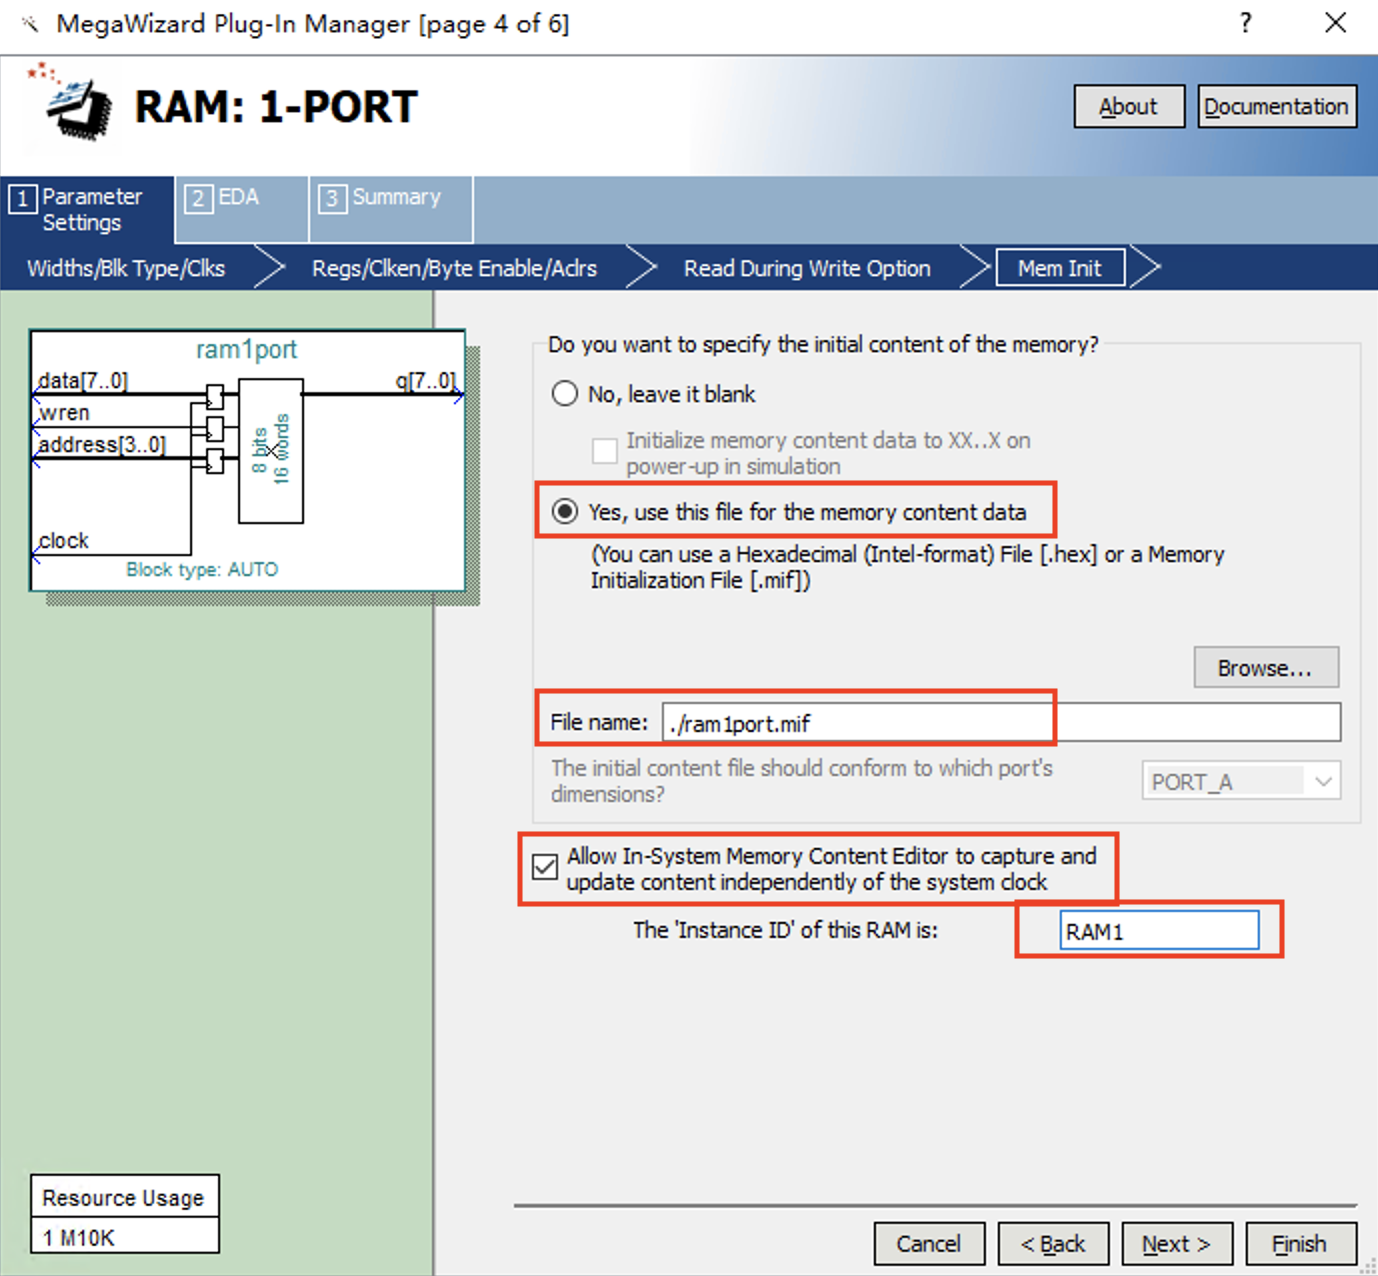 MegaWizard Plug-In Manager [page 4 of 6]
?
RAM: 1-PORT
About
Documentation
1 Parameter
Settings
2 EDA
3 Summary
Widths/Blk Type/Clks
Regs/Clken/Byte Enable/Aclrs
Read During Write Option
Mem Init
ram1port
data[7..0]
q[7..0]
wren
address[3..0]
8 bits
16 words
clock
Block type: AUTO
Do you want to specify the initial content of the memory?
No, leave it blank
Initialize memory content data to XX..X on
power-up in simulation
Yes, use this file for the memory content data
(You can use a Hexadecimal (Intel-format) File [.hex] or a Memory
Initialization File [.mif])
Browse...
File name: ./ram1port.mif
The initial content file should conform to which port's
dimensions?
PORT_A
Allow In-System Memory Content Editor to capture and
update content independently of the system clock
The 'Instance ID' of this RAM is: RAM1
Resource Usage
1 M10K
Cancel
< Back
Next >
Finish